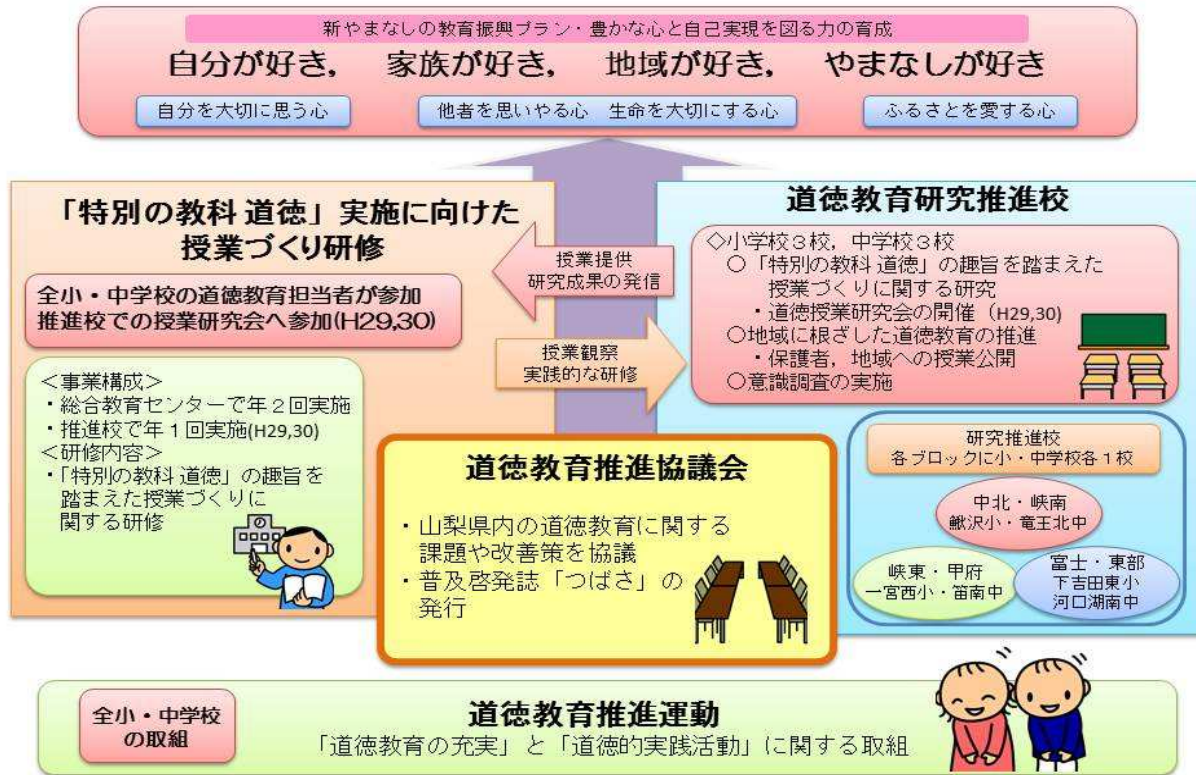 新やまなしの教育振興プラン・豊かな心と自己実現を図る力の育成
自分が好き， 家族が好き， 地域が好き， やまなしが好き
自分を大切に思う心
他者を思いやる心 生命を大切にする心
ふるさとを愛する心
「特別の教科 道徳」実施に向けた
授業づくり研修
全小・中学校の道徳教育担当者が参加
推進校での授業研究会へ参加(H29,30)
＜事業構成＞
・総合教育センターで年２回実施
・推進校で年１回実施(H29,30)
＜研修内容＞
・「特別の教科 道徳」の趣旨を
踏まえた授業づくりに
関する研修
授業提供
研究成果の発信
授業観察
実践的な研修
道徳教育研究推進校
◇小学校３校，中学校３校
○「特別の教科 道徳」の趣旨を踏まえた
授業づくりに関する研究
・道徳授業研究会の開催（H29,30)
○地域に根ざした道徳教育の推進
・保護者，地域への授業公開
○意識調査の実施
研究推進校
各ブロックに小・中学校各１校
中北・峡南
鰍沢小・竜王北中
峡東・甲府
一宮西小・笛南中
富士・東部
下吉田東小
河口湖南中
道徳教育推進協議会
・山梨県内の道徳教育に関する
課題や改善策を協議
・普及啓発誌「つばさ」の
発行
全小・中学校
の取組
道徳教育推進運動
「道徳教育の充実」と「道徳的実践活動」に関する取組